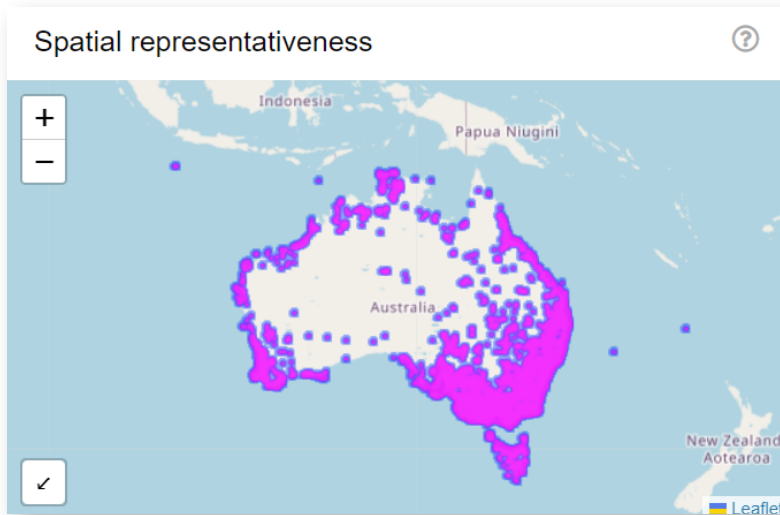 Spatial representativeness
?
Indonesia
+
Papua Niugini
−
Australia
New Zealand
Aotearoa
Leaflet